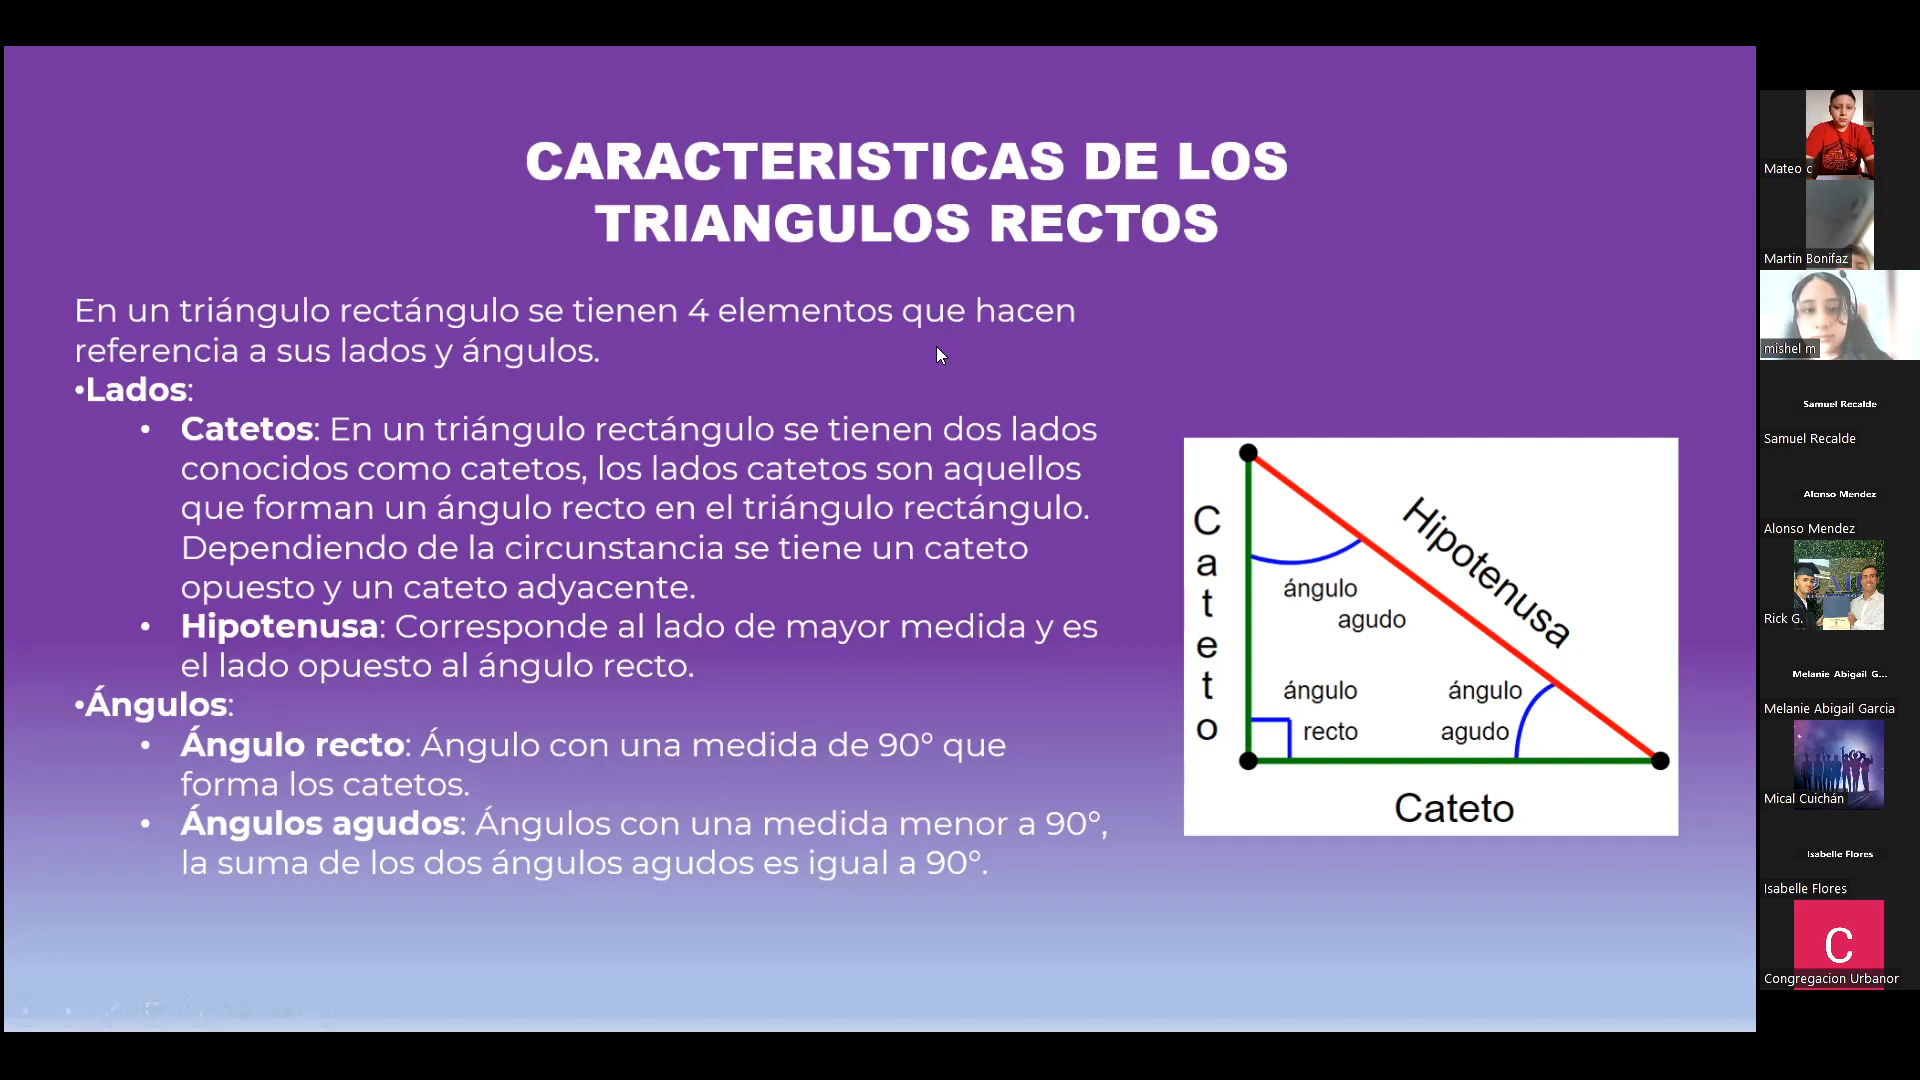 CARACTERISTICAS DE LOS
TRIANGULOS RECTOS
En un triángulo rectángulo se tienen 4 elementos que hacen
referencia a sus lados y ángulos.
•Lados:
• Catetos: En un triángulo rectángulo se tienen dos lados
conocidos como catetos, los lados catetos son aquellos
que forman un ángulo recto en el triángulo rectángulo.
Dependiendo de la circunstancia se tiene un cateto
opuesto y un cateto adyacente.
• Hipotenusa: Corresponde al lado de mayor medida y es
el lado opuesto al ángulo recto.
•Ángulos:
• Ángulo recto: Ángulo con una medida de 90° que
forma los catetos.
• Ángulos agudos: Ángulos con una medida menor a 90°,
la suma de los dos ángulos agudos es igual a 90°.
Cateto
Hipotenusa
ángulo
agudo
ángulo
recto
ángulo
agudo
Cateto
Mateo c
Martin Bonifaz
mishel m
Samuel Recalde
Samuel Recalde
Alonso Mendez
Alonso Mendez
Rick G.
Melanie Abigail G...
Melanie Abigail Garcia
Mical Cuichán
Isabelle Flores
Isabelle Flores
C
Congregacion Urbanor